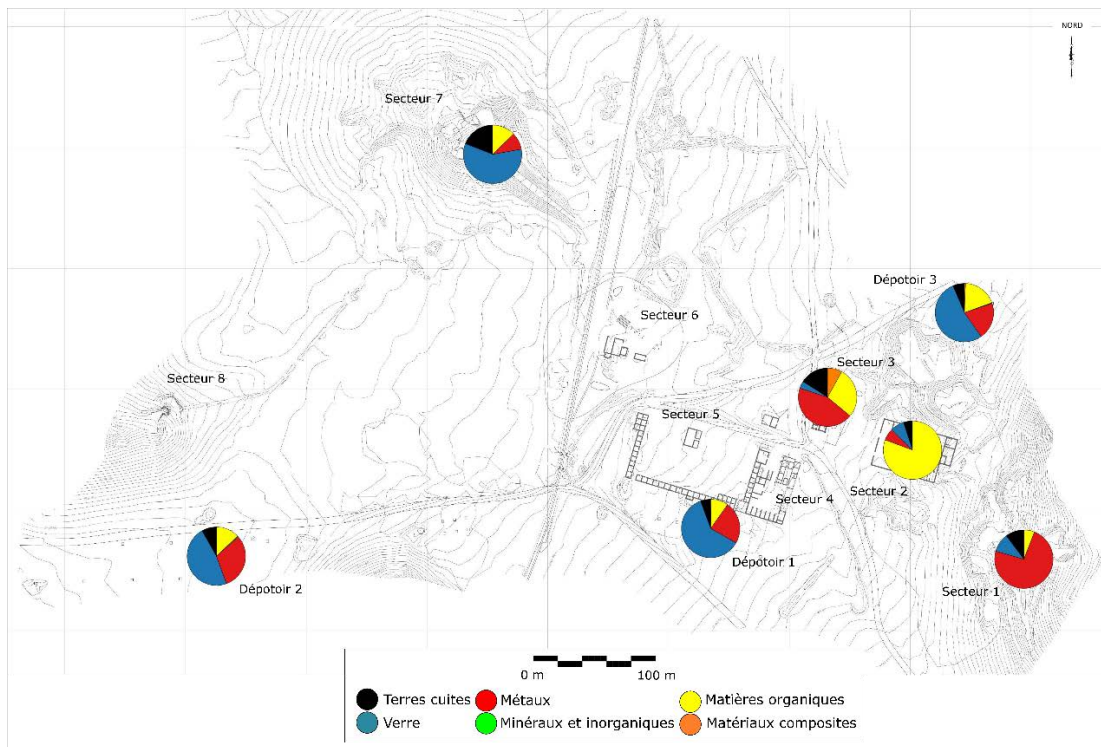 NORD
Secteur 7
Dépotoir 3
Secteur 6
Secteur 3
Secteur 8
Secteur 5
Secteur 2
Secteur 4
Dépotoir 1
Dépotoir 2
Secteur 1
0 m 100 m
Terres cuites Métaux Matières organiques
Verre Minéraux et inorganiques Matériaux composites